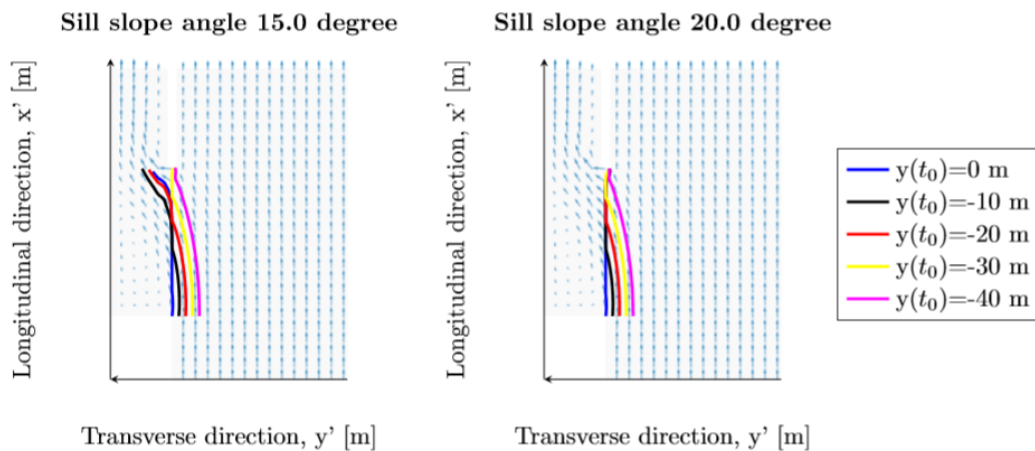 Sill slope angle 15.0 degree
Longitudinal direction, x' [m]
Transverse direction, y' [m]
Sill slope angle 20.0 degree
Longitudinal direction, x' [m]
Transverse direction, y' [m]
y(t₀)=0 m
y(t₀)=-10 m
y(t₀)=-20 m
y(t₀)=-30 m
y(t₀)=-40 m